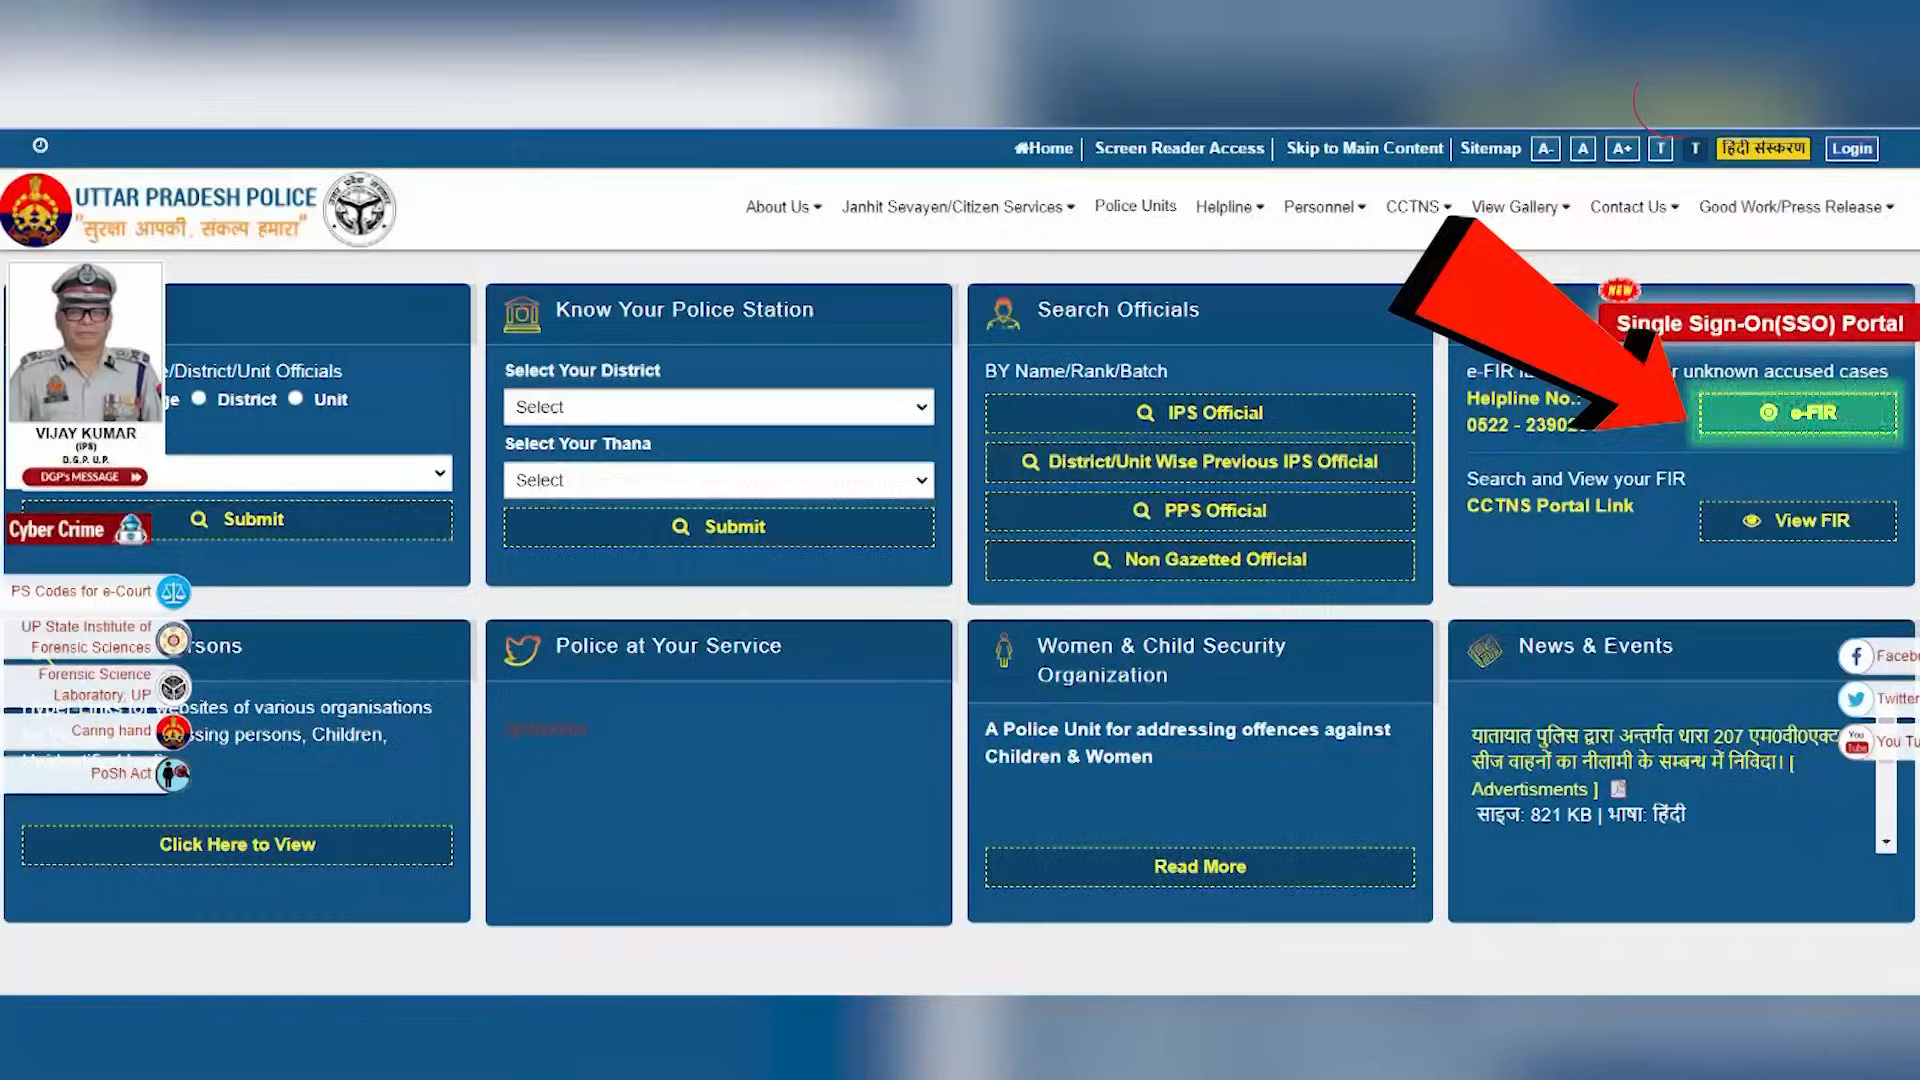 Home
Screen Reader Access
Skip to Main Content
Sitemap
A-
A
A+
T
T
हिंदी संस्करण
Login
UTTAR PRADESH POLICE
"सुरक्षा आपकी, संकल्प हमारा"
About Us
Janhit Sevayen/Citizen Services
Police Units
Helpline
Personnel
CCTNS
View Gallery
Contact Us
Good Work/Press Release
VIJAY KUMAR
(IPS)
D.G.P. U.P.
DGP's MESSAGE
/District/Unit Officials
District
Unit
Submit
Cyber Crime
Know Your Police Station
Select Your District
Select
Select Your Thana
Select
Submit
Search Officials
BY Name/Rank/Batch
IPS Official
District/Unit Wise Previous IPS Official
PPS Official
Non Gazetted Official
NEW
Single Sign-On(SSO) Portal
e-FIR
unknown accused cases
Helpline No.:
0522 - 2390
e-FIR
Search and View your FIR
CCTNS Portal Link
View FIR
PS Codes for e-Court
UP State Institute of
Forensic Sciences
Forensic Science
Laboratory, UP
Caring hand
PoSh Act
websites of various organisations
persons, Children,
Click Here to View
Police at Your Service
Women & Child Security
Organization
A Police Unit for addressing offences against
Children & Women
Read More
News & Events
यातायात पुलिस द्वारा अन्तर्गत धारा 207 एम0वी0एक्ट
सीज वाहनों का नीलामी के सम्बन्ध में निविदा। [
Advertisments ]
साइज: 821 KB | भाषा: हिंदी
Twitter
You Tu